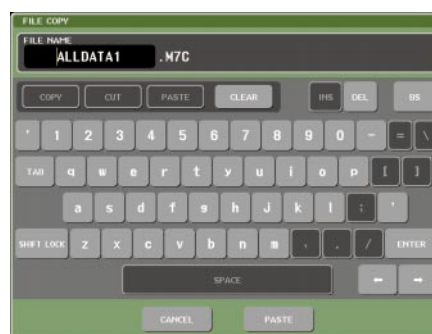 FILE COPY
FILE NAME
ALLDATA1 .M7C
COPY CUT PASTE CLEAR INS DEL BS
' 1 2 3 4 5 6 7 8 9 0 - = \
TAB q w e r t y u i o p [ ]
a s d f g h j k l ; '
SHIFT LOCK z x c v b n m , . / ENTER
SPACE ← →
CANCEL PASTE